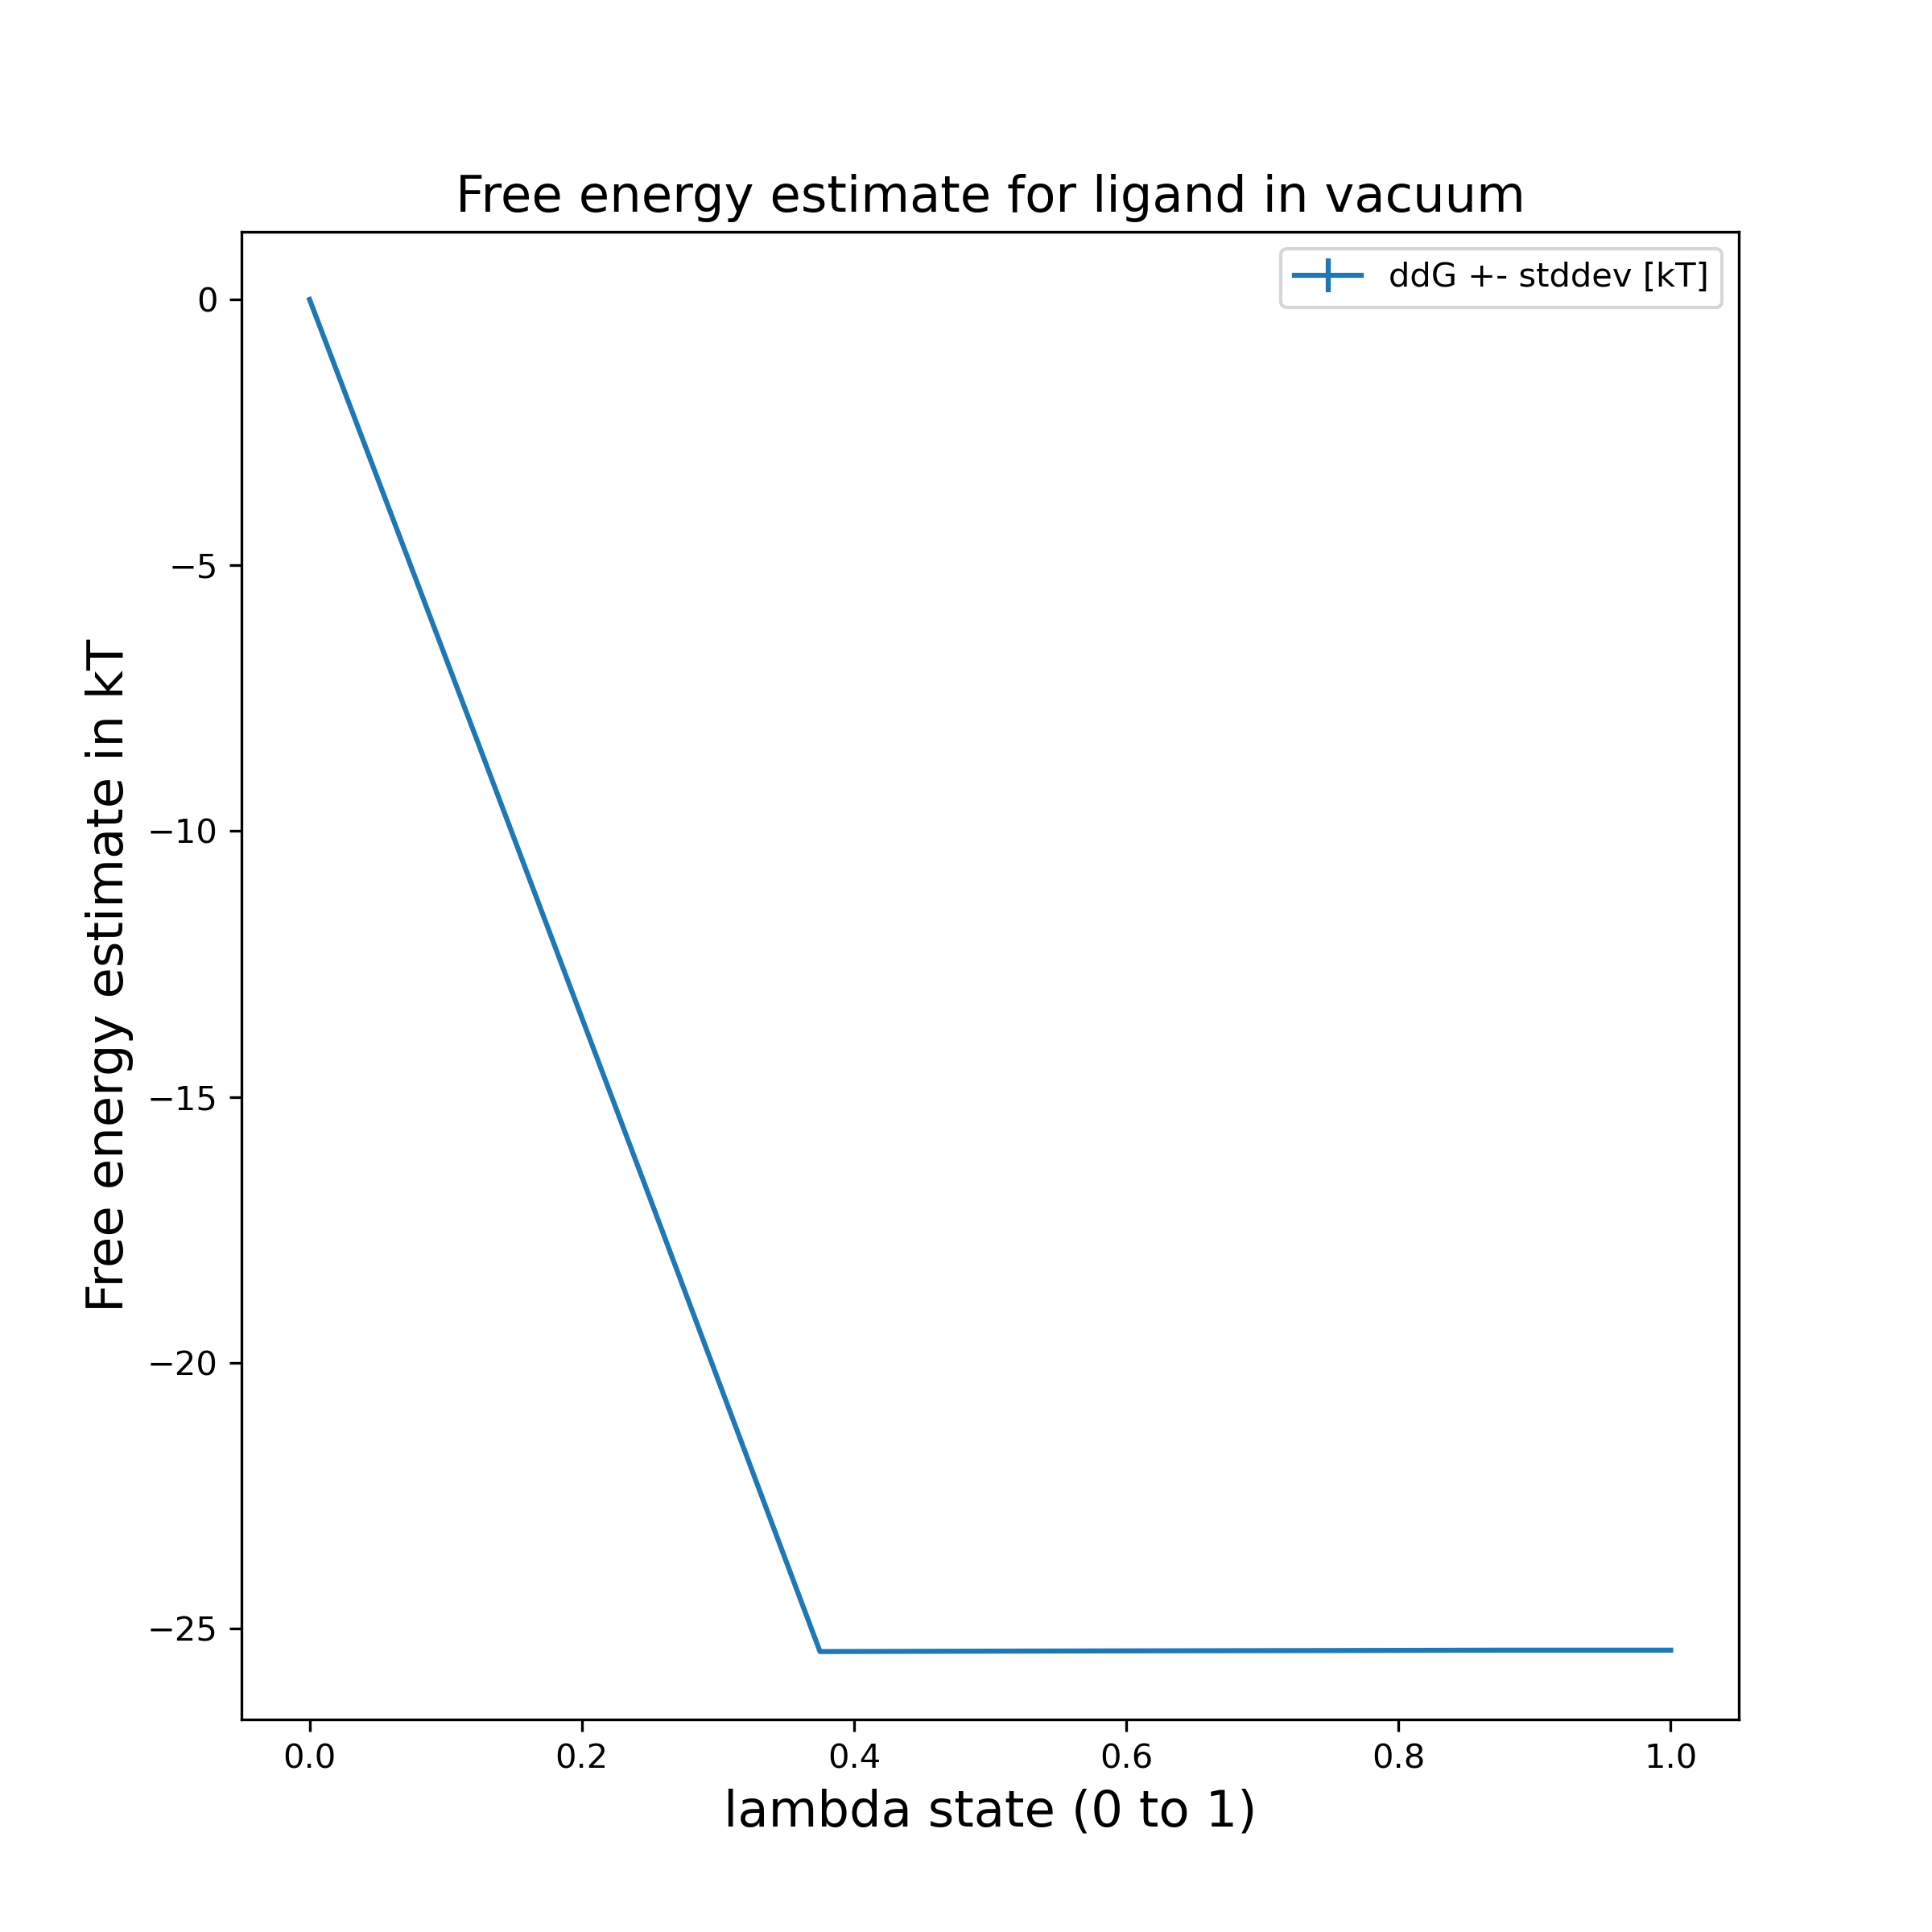 Free energy estimate for ligand in vacuum
ddG +- stddev [kT]
Free energy estimate in kT
0
−5
−10
−15
−20
−25
0.0 0.2 0.4 0.6 0.8 1.0
lambda state (0 to 1)